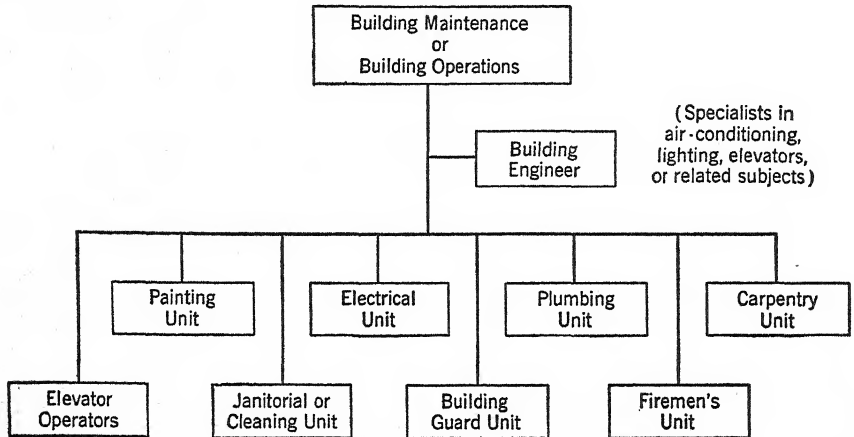 Building Maintenance
or
Building Operations
(Specialists in
air-conditioning,
lighting, elevators,
or related subjects)
Building
Engineer
Painting
Unit
Electrical
Unit
Plumbing
Unit
Carpentry
Unit
Elevator
Operators
Janitorial or
Cleaning Unit
Building
Guard Unit
Firemen's
Unit